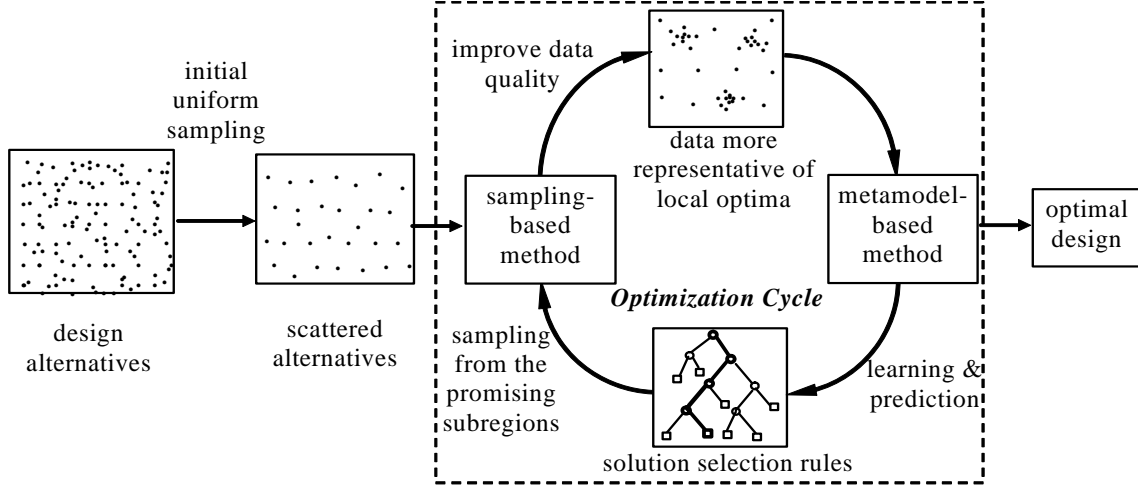 initial
uniform
sampling
design
alternatives
scattered
alternatives
improve data
quality
data more
representative of
local optima
sampling-
based
method
metamodel-
based
method
optimal
design
Optimization Cycle
sampling
from the
promising
subregions
learning &
prediction
solution selection rules